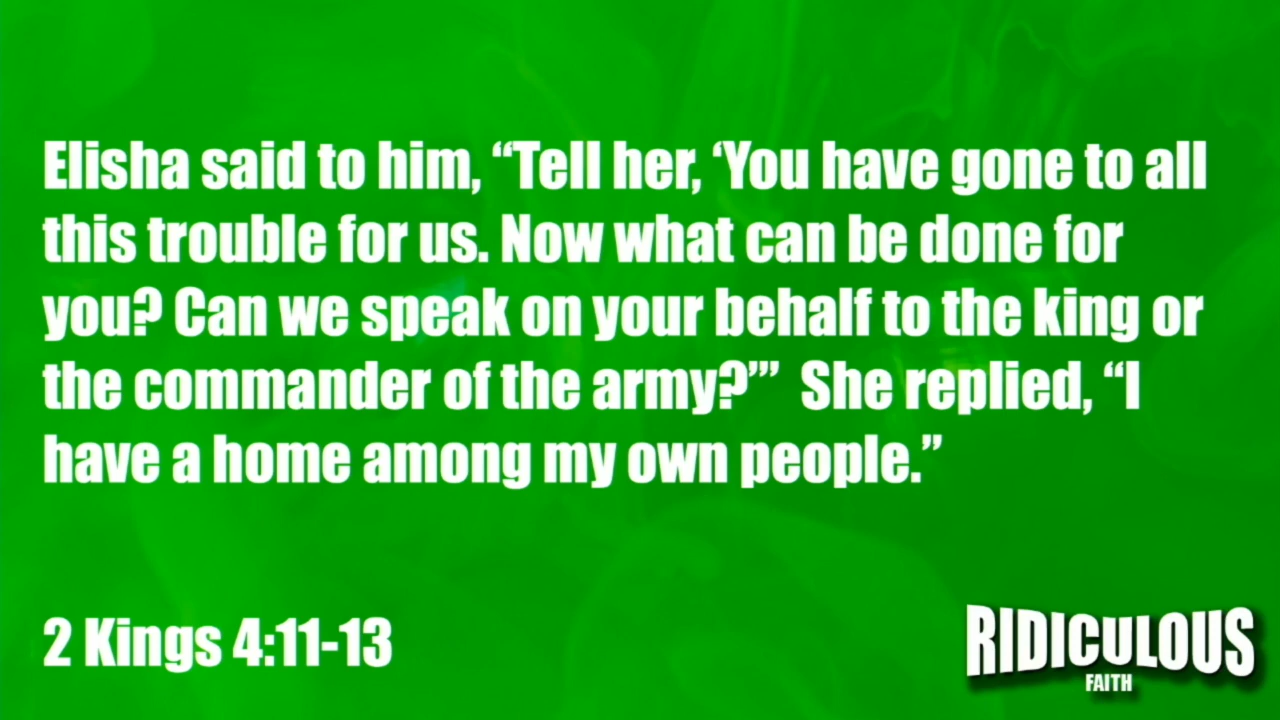 Elisha said to him, “Tell her, ‘You have gone to all
this trouble for us. Now what can be done for
you? Can we speak on your behalf to the king or
the commander of the army?’”  She replied, “I
have a home among my own people.”
2 Kings 4:11-13
RIDICULOUS
FAITH